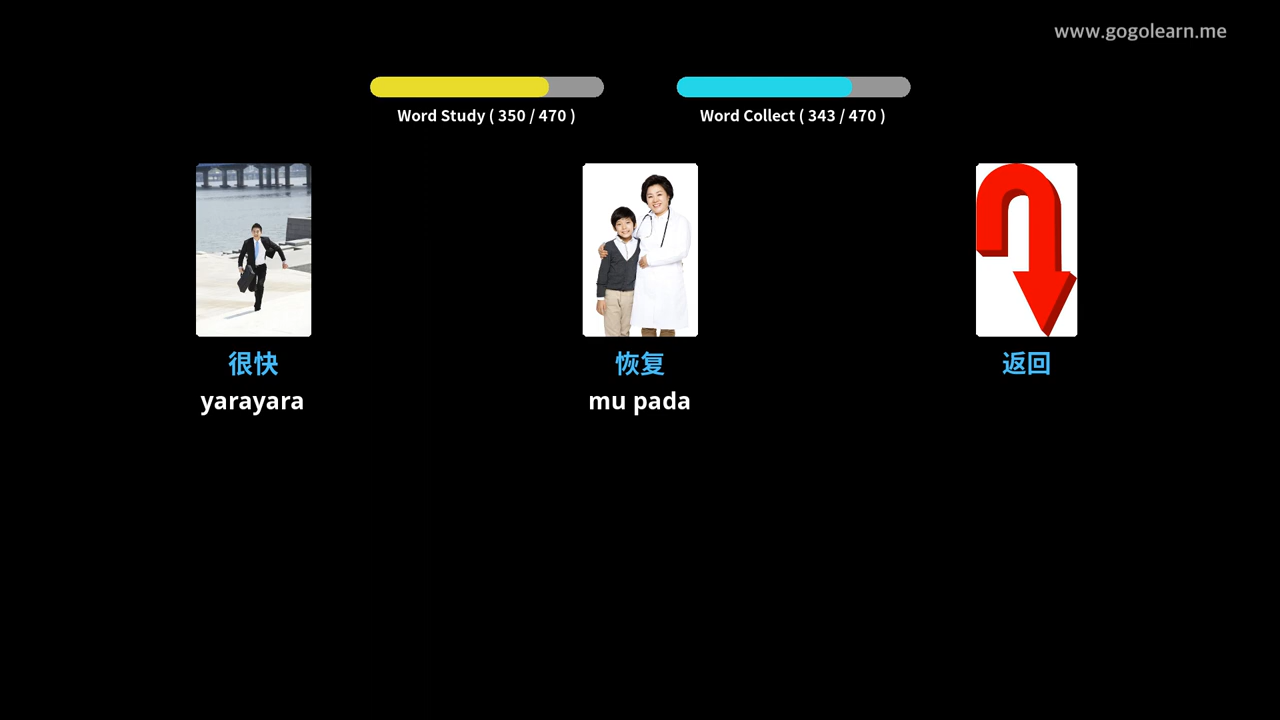 www.gogolearn.me
Word Study ( 350 / 470 )
Word Collect ( 343 / 470 )
很快
恢复
返回
yarayara
mu pada